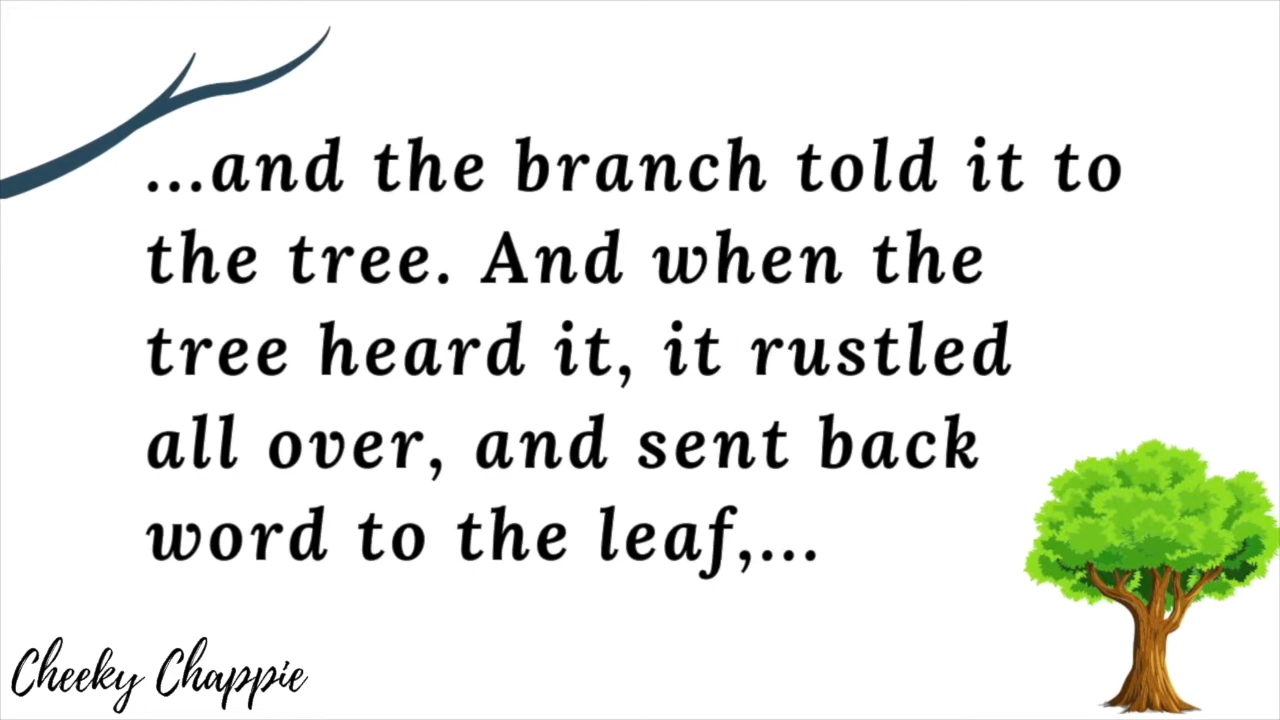 ...and the branch told it to
the tree. And when the
tree heard it, it rustled
all over, and sent back
word to the leaf,...
Cheeky Chappie